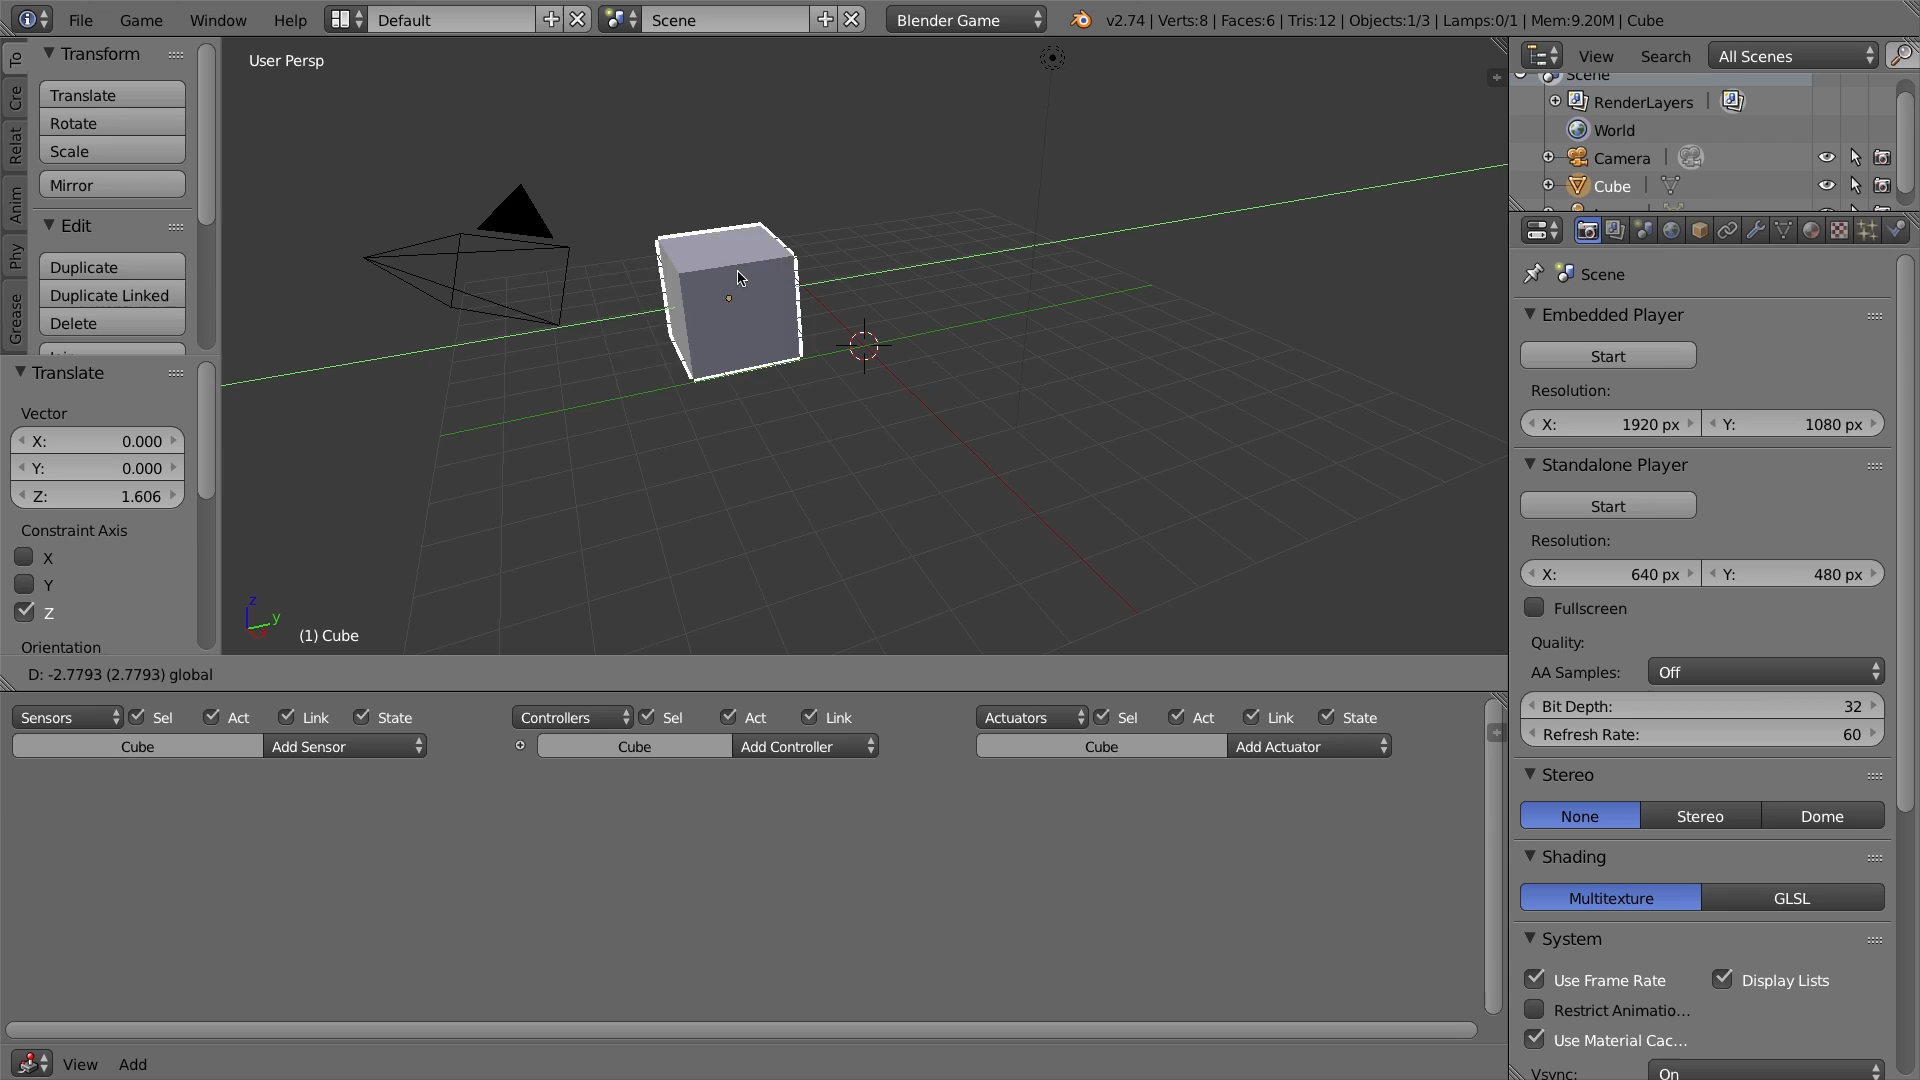 File Game Window Help Default Scene Blender Game v2.74 | Verts:8 | Faces:6 | Tris:12 | Objects:1/3 | Lamps:0/1 | Mem:9.20M | Cube
To
Cre
Relat
Anim
Phy
Grease
Transform
Translate
Rotate
Scale
Mirror
Edit
Duplicate
Duplicate Linked
Delete
Translate
Vector
X: 0.000
Y: 0.000
Z: 1.606
Constraint Axis
X
Y
Z
Orientation
User Persp
z
y
(1) Cube
D: -2.7793 (2.7793) global
Sensors Sel Act Link State Controllers Sel Act Link Actuators Sel Act Link State
Cube Add Sensor Cube Add Controller Cube Add Actuator
View Add
View Search All Scenes
Scene
RenderLayers
World
Camera
Cube
Scene
Embedded Player
Start
Resolution:
X: 1920 px Y: 1080 px
Standalone Player
Start
Resolution:
X: 640 px Y: 480 px
Fullscreen
Quality:
AA Samples: Off
Bit Depth: 32
Refresh Rate: 60
Stereo
None Stereo Dome
Shading
Multitexture GLSL
System
Use Frame Rate Display Lists
Restrict Animatio...
Use Material Cac...
Vsync: On